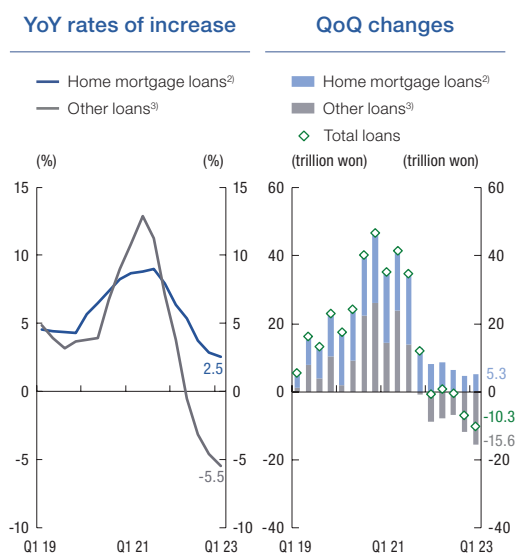 YoY rates of increase
Home mortgage loans2)
Other loans3)
(%) (%)
15 15
10 10
5 5
2.5
0 0
-5 -5
-5.5
-10 -10
Q1 19 Q1 21 Q1 23
QoQ changes
Home mortgage loans2)
Other loans3)
Total loans
(trillion won) (trillion won)
60 60
40 40
20 20
5.3
0 0
-10.3
-15.6
-20 -20
-40 -40
Q1 19 Q1 21 Q1 23